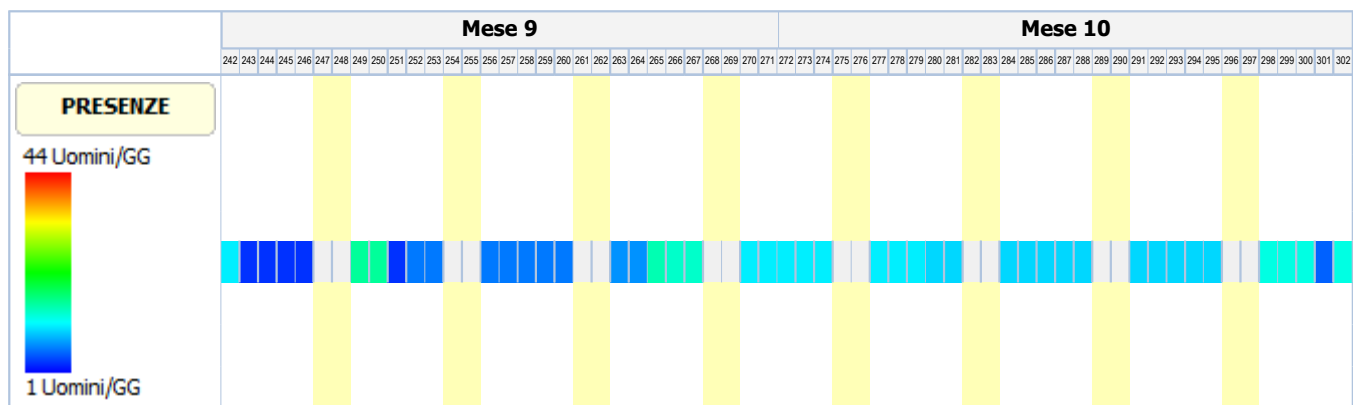 Mese 9 Mese 10
242 243 244 245 246 247 248 249 250 251 252 253 254 255 256 257 258 259 260 261 262 263 264 265 266 267 268 269 270 271 272 273 274 275 276 277 278 279 280 281 282 283 284 285 286 287 288 289 290 291 292 293 294 295 296 297 298 299 300 301 302
PRESENZE
44 Uomini/GG
1 Uomini/GG